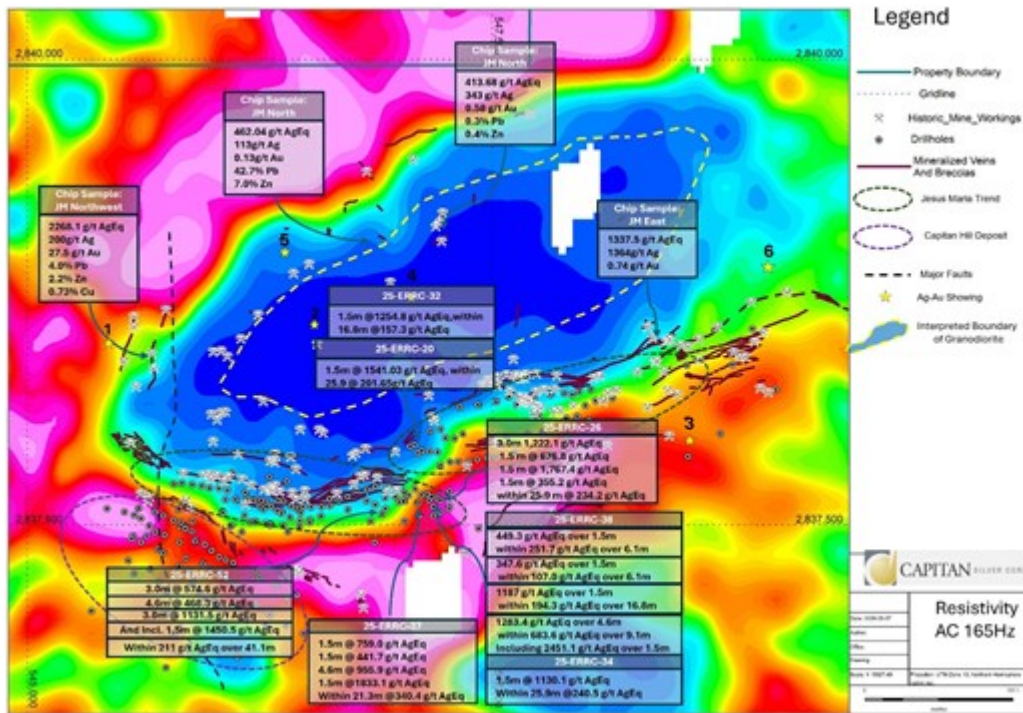 Legend
Property Boundary
Gridline
Historic_Mine_Workings
Drillholes
Mineralized Veins
And Breccias
Jesus Maria Trend
Capitan Hill Deposit
Major Faults
Ag-Au Showing
Interpreted Boundary
of Granodiorite
2,840,000
2,840,000
Chip Sample:
JM North
413.68 g/t AgEq
343 g/t Ag
0.58 g/t Au
0.3% Pb
0.4% Zn
Chip Sample:
JM North
462.04 g/t AgEq
113g/t Ag
0.13g/t Au
42.7% Pb
7.0% Zn
Chip Sample:
JM Northwest
2268.1 g/t AgEq
200g/t Ag
27.5 g/t Au
4.0% Pb
2.2% Zn
0.73% Cu
Chip Sample:
JM East
1337.5 g/t AgEq
1364g/t Ag
0.74 g/t Au
5
6
4
1
3
25-ERRC-32
1.5m @1254.8 g/t AgEq,within
16.8m @157.3 g/t AgEq
25-ERRC-20
1.5m @ 1541.03 g/t AgEq, within
25.9 @ 201.65g/t AgEq
25-ERRC-26
3.0m 1,222.1 g/t AgEq
1.5 m @ 676.8 g/t AgEq
1.5 m @ 1,767.4 g/t AgEq
1.5m @ 355.2 g/t AgEq
within 25.9 m @ 234.2 g/t AgEq
2,837,500
2,837,500
25-ERRC-38
449.3 g/t AgEq over 1.5m
within 251.7 g/t AgEq over 6.1m
347.6 g/t AgEq over 1.5m
within 107.0 g/t AgEq over 6.1m
1187 g/t AgEq over 1.5m
within 194.3 g/t AgEq over 16.8m
1283.4 g/t AgEq over 4.6m
within 683.6 g/t AgEq over 9.1m
Including 2451.1 g/t AgEq over 1.5m
25-ERRC-34
1.5m @ 1130.1 g/t AgEq
Within 25.9m @240.5 g/t AgEq
25-ERRC-52
3.0m @ 574.6 g/t AgEq
4.6m @ 468.3 g/t AgEq
3.0m @ 1131.5 g/t AgEq
And Incl. 1.5m @ 1450.5 g/t AgEq
Within 211 g/t AgEq over 41.1m
25-ERRC-37
1.5m @ 759.0 g/t AgEq
1.5m @ 441.7 g/t AgEq
4.6m @ 955.9 g/t AgEq
1.5m @1833.1 g/t AgEq
Within 21.3m @340.4 g/t AgEq
CAPITAN SILVER
Resistivity
AC 165Hz